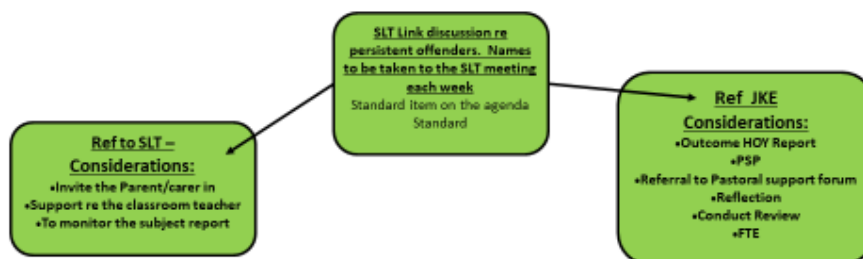 SLT Link discussion re
persistent offenders.  Names
to be taken to the SLT meeting
each week
Standard item on the agenda
Standard
Ref to SLT –
Considerations:
•Invite the Parent/carer in
•Support re the classroom teacher
•To monitor the subject report
Ref  JKE
Considerations:
•Outcome HOY Report
•PSP
•Referral to Pastoral support forum
•Reflection
•Conduct Review
•FTE